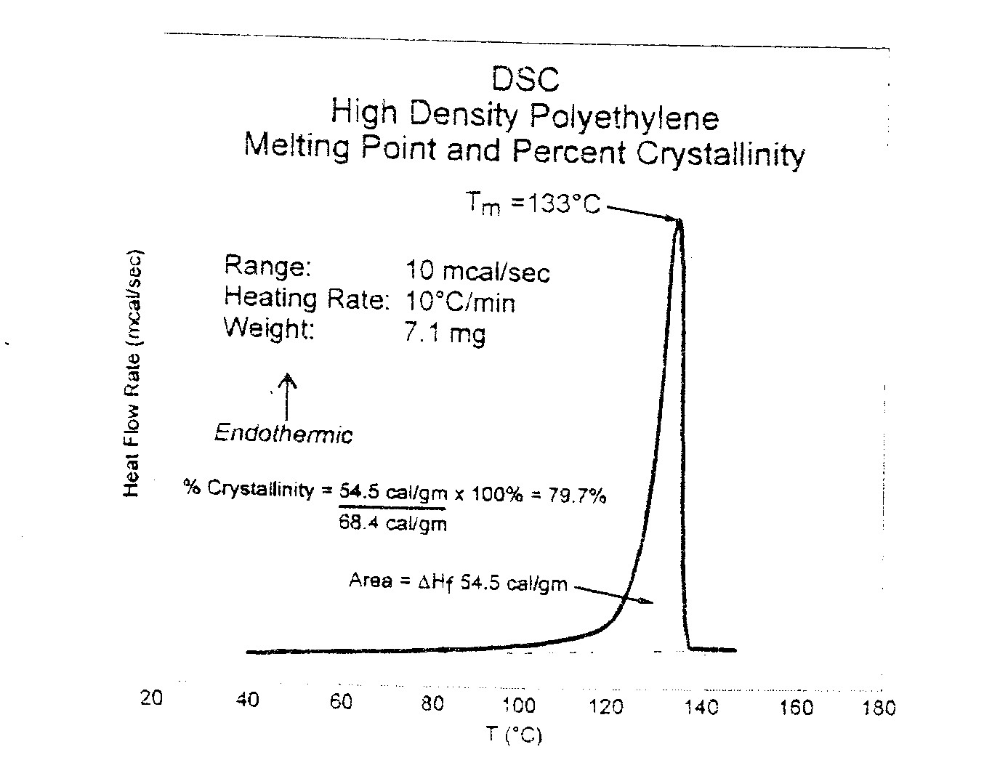 DSC
High Density Polyethylene
Melting Point and Percent Crystallinity
Tm =133°C
Range: 10 mcal/sec
Heating Rate: 10°C/min
Weight: 7.1 mg
Endothermic
% Crystallinity = 54.5 cal/gm x 100% = 79.7%
68.4 cal/gm
Area = ΔHf 54.5 cal/gm
Heat Flow Rate (mcal/sec)
20 40 60 80 100 120 140 160 180
T (°C)